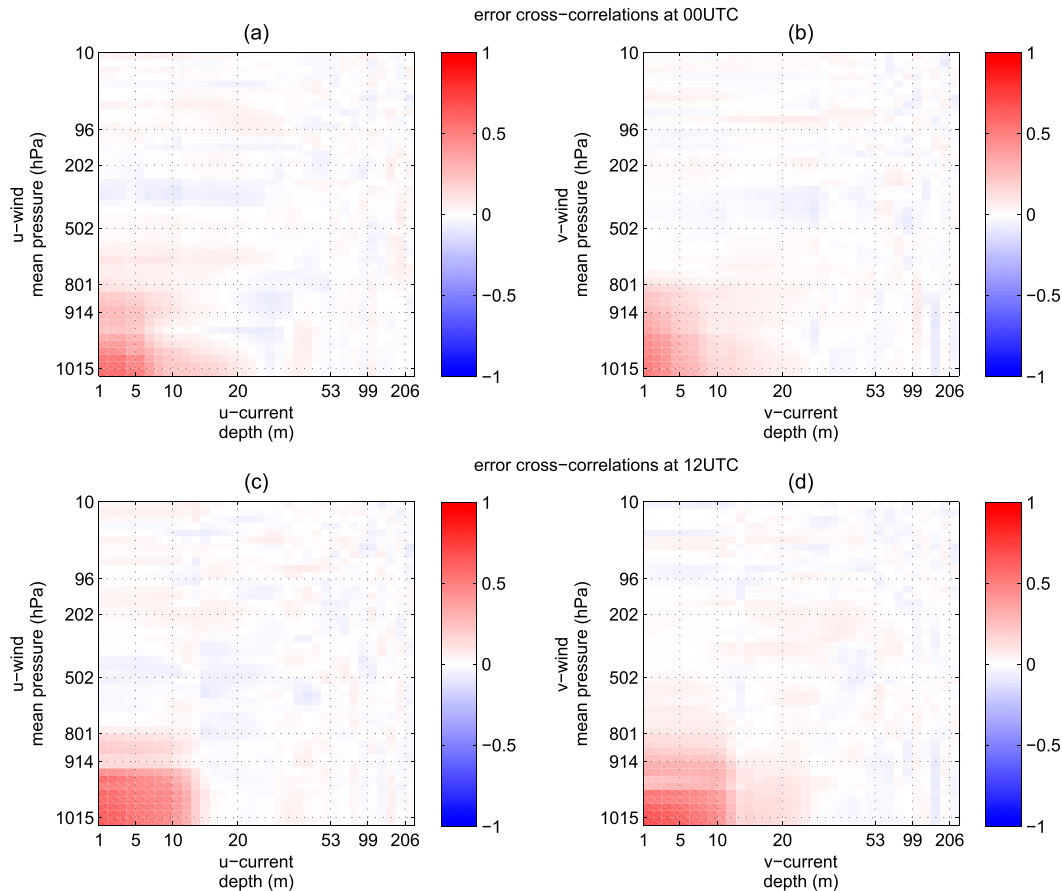 error cross−correlations at 00UTC
(a)
10
96
202
502
801
914
1015
u−wind
mean pressure (hPa)
1 5 10 20 53 99 206
u−current
depth (m)
1
0.5
0
−0.5
−1
(b)
10
96
202
502
801
914
1015
v−wind
mean pressure (hPa)
1 5 10 20 53 99 206
v−current
depth (m)
1
0.5
0
−0.5
−1
error cross−correlations at 12UTC
(c)
10
96
202
502
801
914
1015
u−wind
mean pressure (hPa)
1 5 10 20 53 99 206
u−current
depth (m)
1
0.5
0
−0.5
−1
(d)
10
96
202
502
801
914
1015
v−wind
mean pressure (hPa)
1 5 10 20 53 99 206
v−current
depth (m)
1
0.5
0
−0.5
−1